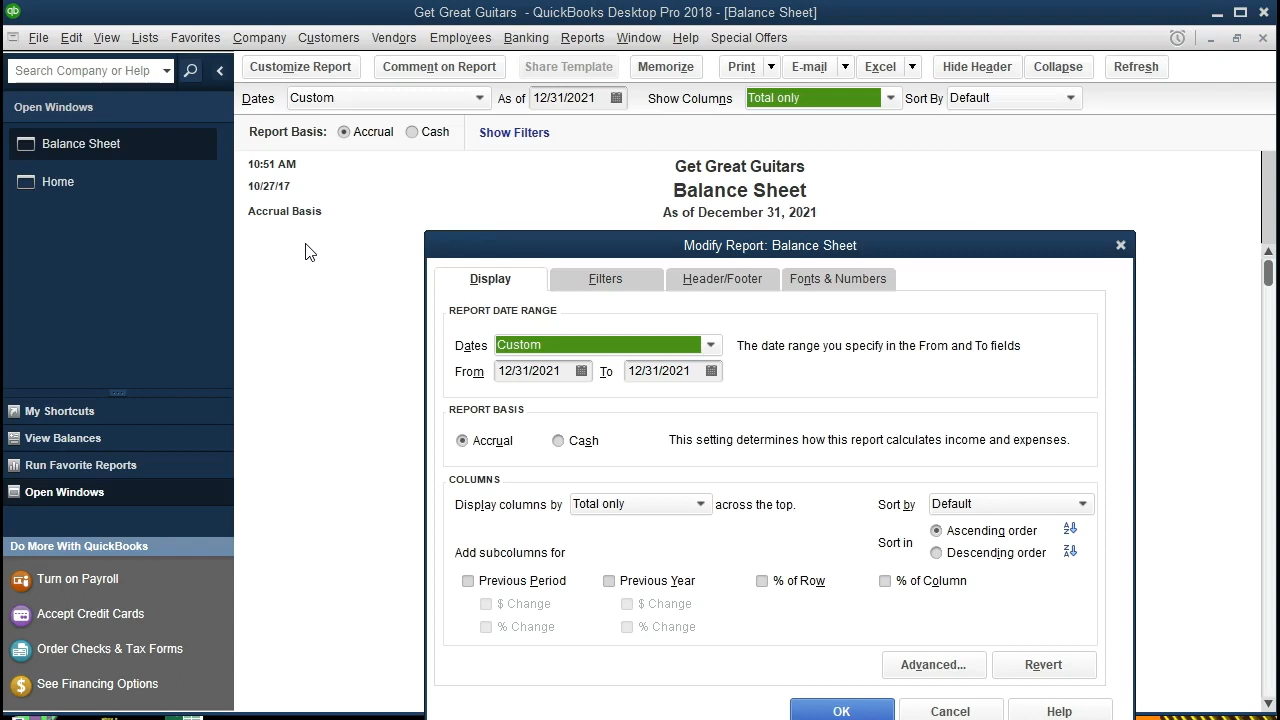 Get Great Guitars - QuickBooks Desktop Pro 2018 - [Balance Sheet]
File Edit View Lists Favorites Company Customers Vendors Employees Banking Reports Window Help Special Offers
Search Company or Help
Customize Report Comment on Report Share Template Memorize Print E-mail Excel Hide Header Collapse Refresh
Open Windows
Dates Custom As of 12/31/2021 Show Columns Total only Sort By Default
Report Basis: Accrual Cash Show Filters
Balance Sheet
Home
10:51 AM
10/27/17
Accrual Basis
Get Great Guitars
Balance Sheet
As of December 31, 2021
Modify Report: Balance Sheet
Display Filters Header/Footer Fonts & Numbers
REPORT DATE RANGE
Dates Custom The date range you specify in the From and To fields
From 12/31/2021 To 12/31/2021
REPORT BASIS
Accrual Cash This setting determines how this report calculates income and expenses.
COLUMNS
Display columns by Total only across the top. Sort by Default
Sort in Ascending order
Descending order
Add subcolumns for
Previous Period Previous Year % of Row % of Column
$ Change $ Change
% Change % Change
Advanced... Revert
OK Cancel Help
My Shortcuts
View Balances
Run Favorite Reports
Open Windows
Do More With QuickBooks
Turn on Payroll
Accept Credit Cards
Order Checks & Tax Forms
See Financing Options